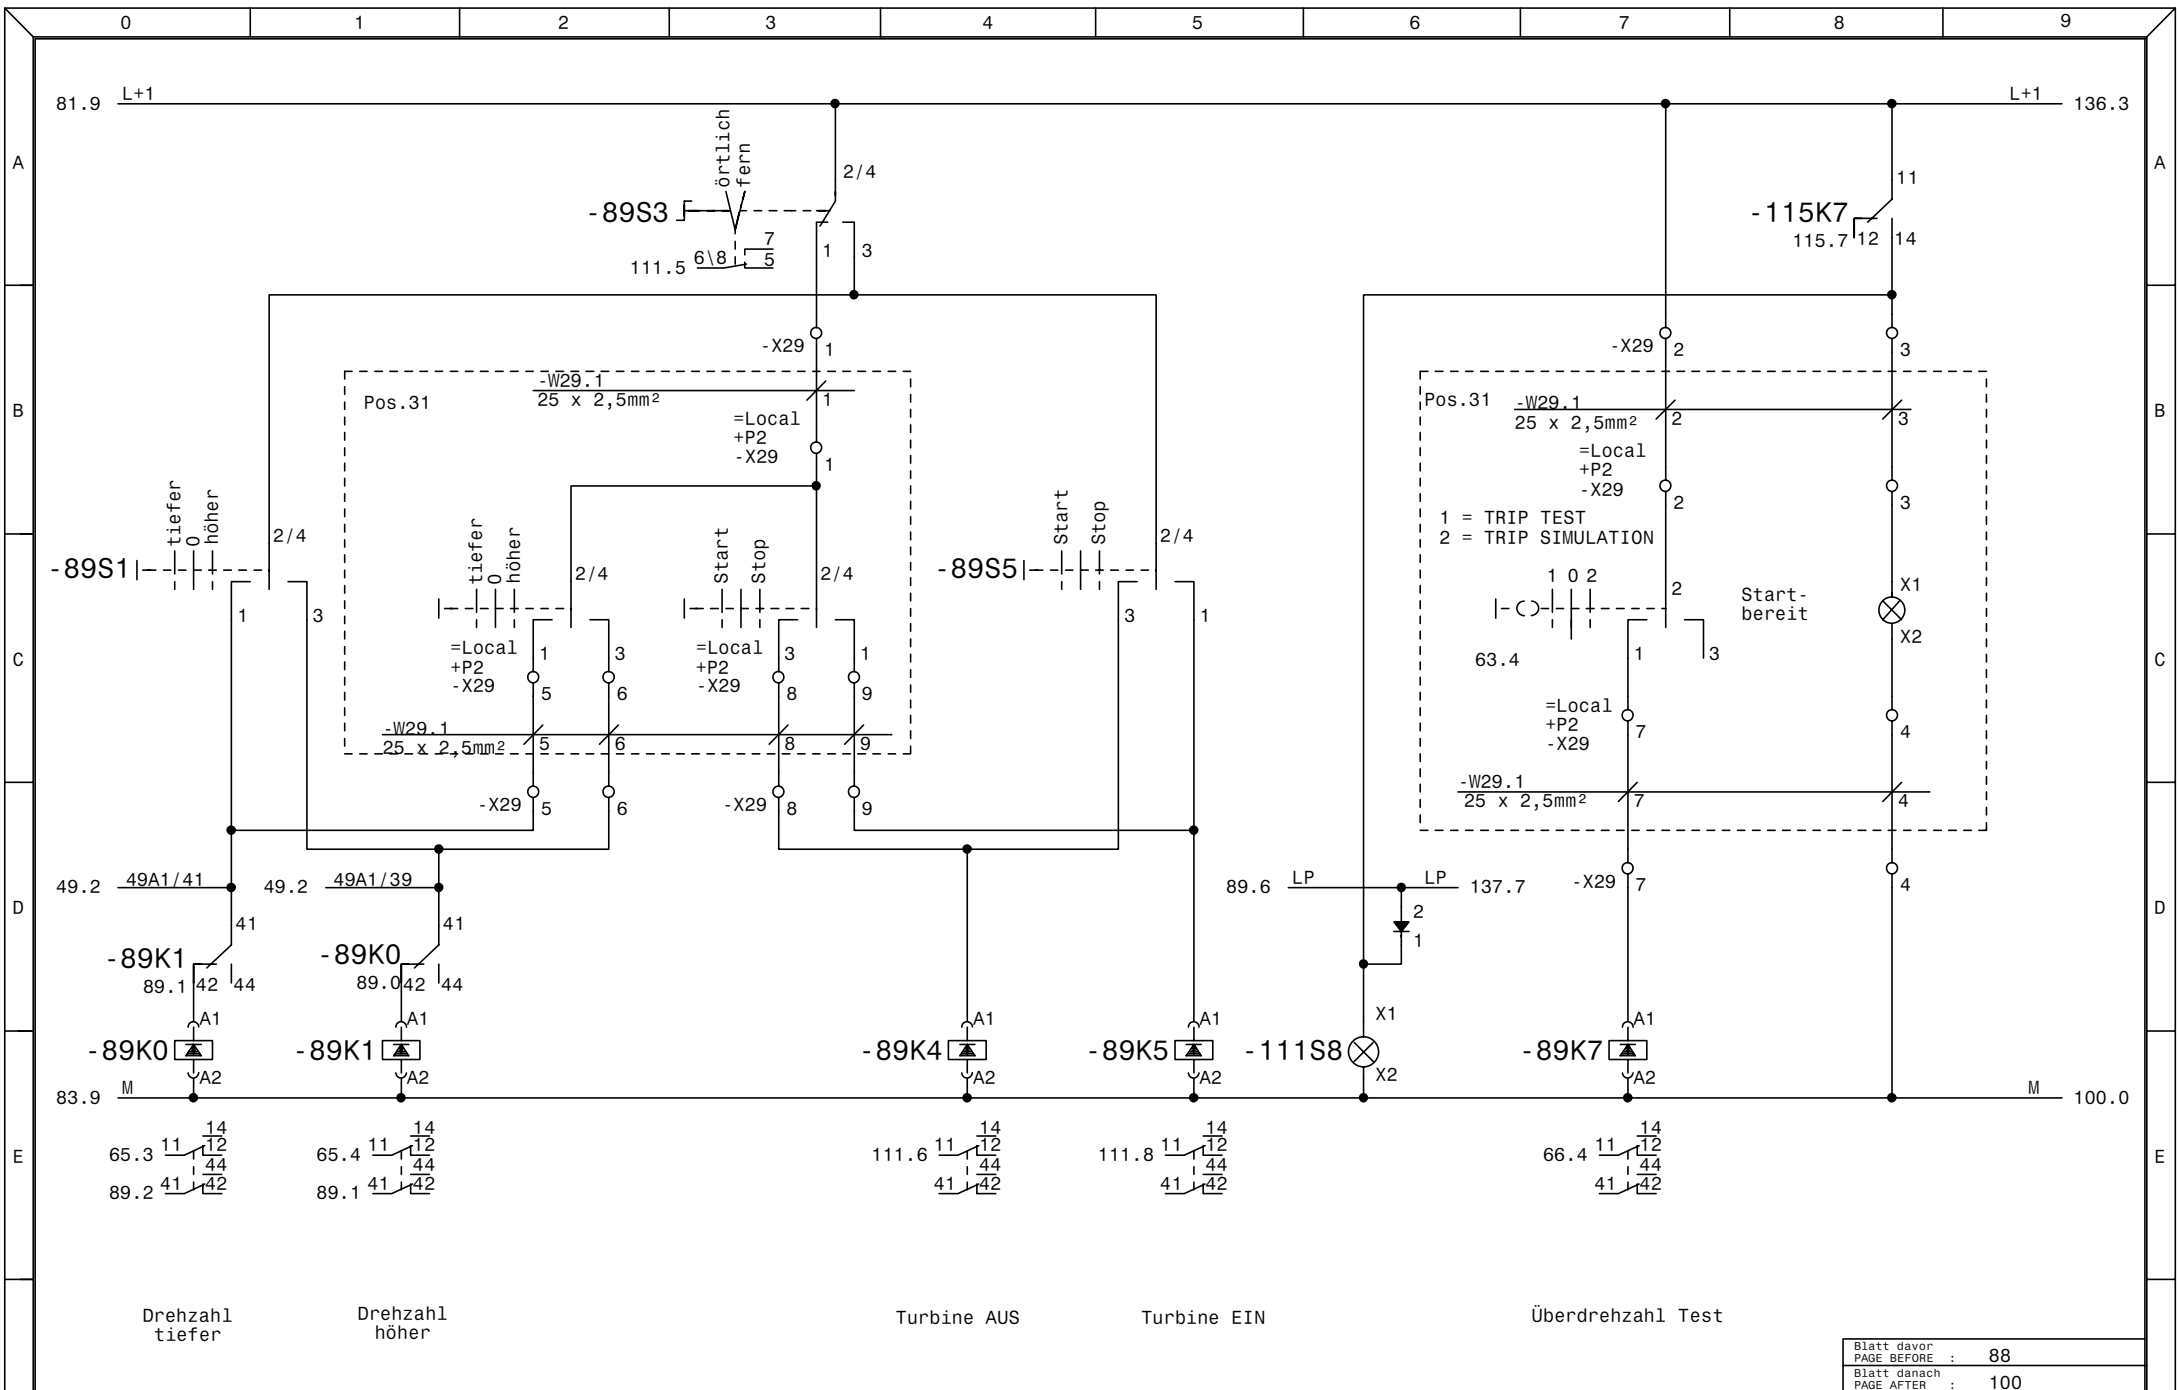 0 1 2 3 4 5 6 7 8 9
81.9 L+1 L+1 136.3
örtlich
fern
A A
2/4
11
-89S3
-115K7
115.7 12 14
7
1 3
111.5 6\8 5
-X29 1
-X29 2
3
Pos.31
-W29.1
25 x 2,5mm²
1
Pos.31
-W29.1
25 x 2,5mm²
2
3
B B
=Local
+P2
-X29
1
=Local
+P2
-X29
2
3
tiefer
0
höher
Start
Stop
1 = TRIP TEST
2 = TRIP SIMULATION
2/4
tiefer
0
höher
Start
Stop
2/4
-89S1
2/4
2/4
-89S5
1 0 2
2
Start-
bereit
X1
X2
1 3
3 1
=Local
+P2
-X29
1
3
5
6
=Local
+P2
-X29
3
1
8
9
63.4
1 3
C C
=Local
+P2
-X29
7
4
-W29.1
25 x 2,5mm²
5 6 8 9
-W29.1
25 x 2,5mm²
7
4
-X29 5 6
-X29 8 9
49.2 49A1/41
49.2 49A1/39
89.6 LP LP 137.7
-X29 7
4
D D
41
41
2
1
-89K1
89.1 42 44
-89K0
89.0 42 44
A1 A1 A1 A1 X1 A1
-89K0 -89K1 -89K4 -89K5 -111S8 -89K7
A2 A2 A2 A2 X2 A2
83.9 M M 100.0
14 14 14 14 14
65.3 11 12
65.4 11 12
111.6 11 12
111.8 11 12
66.4 11 12
E E
44 44 44 44 44
89.2 41 42
89.1 41 42
41 42
41 42
41 42
Drehzahl
tiefer
Drehzahl
höher
Turbine AUS
Turbine EIN
Überdrehzahl Test
Blatt davor
PAGE BEFORE : 88
Blatt danach
PAGE AFTER : 100